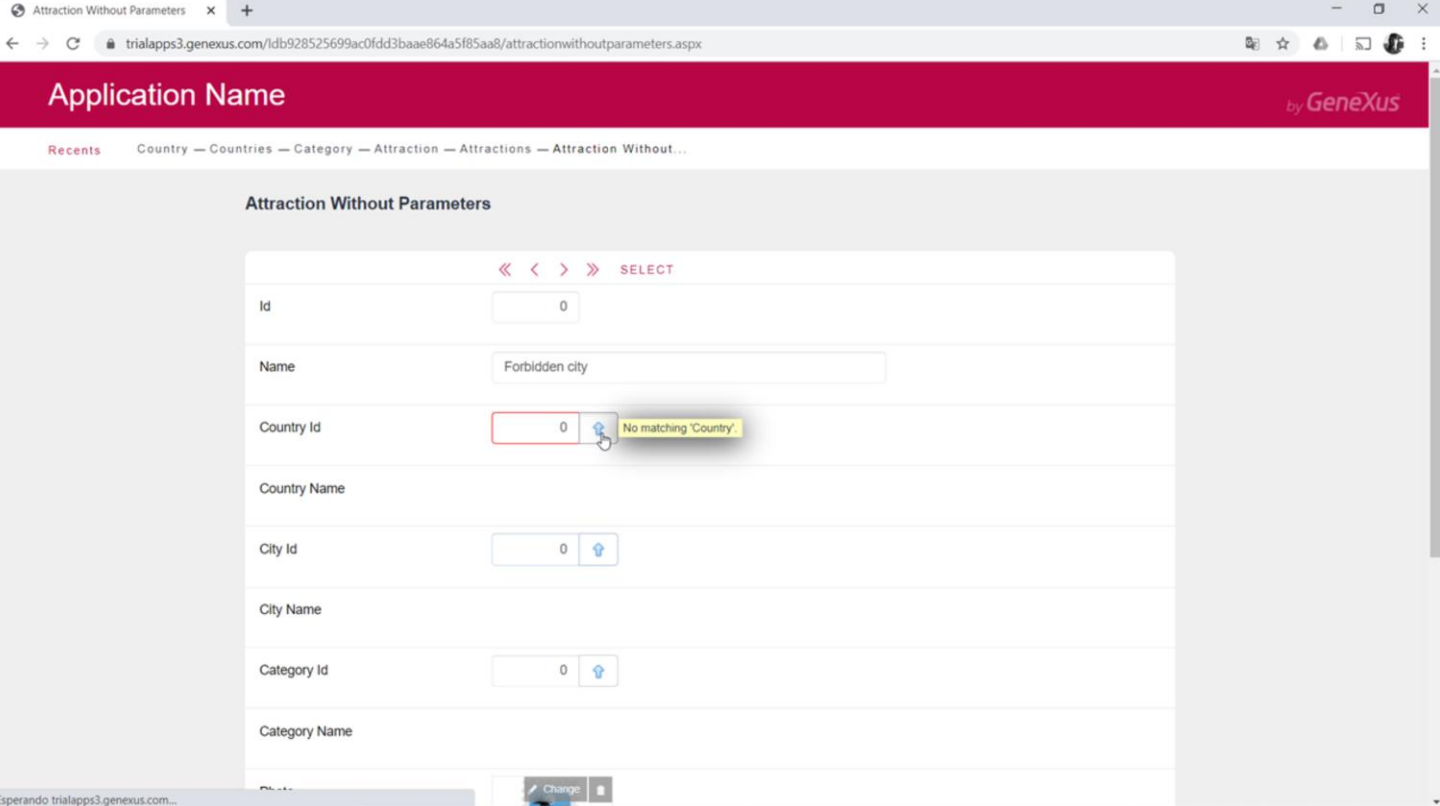 Attraction Without Parameters
trialapps3.genexus.com/Idb928525699ac0fdd3baae864a5f85aa8/attractionwithoutparameters.aspx
Application Name
by GeneXus
Recents Country — Countries — Category — Attraction — Attractions — Attraction Without...
Attraction Without Parameters
SELECT
Id 0
Name Forbidden city
Country Id 0 No matching 'Country'.
Country Name
City Id 0
City Name
Category Id 0
Category Name
Photo Change
Esperando trialapps3.genexus.com...